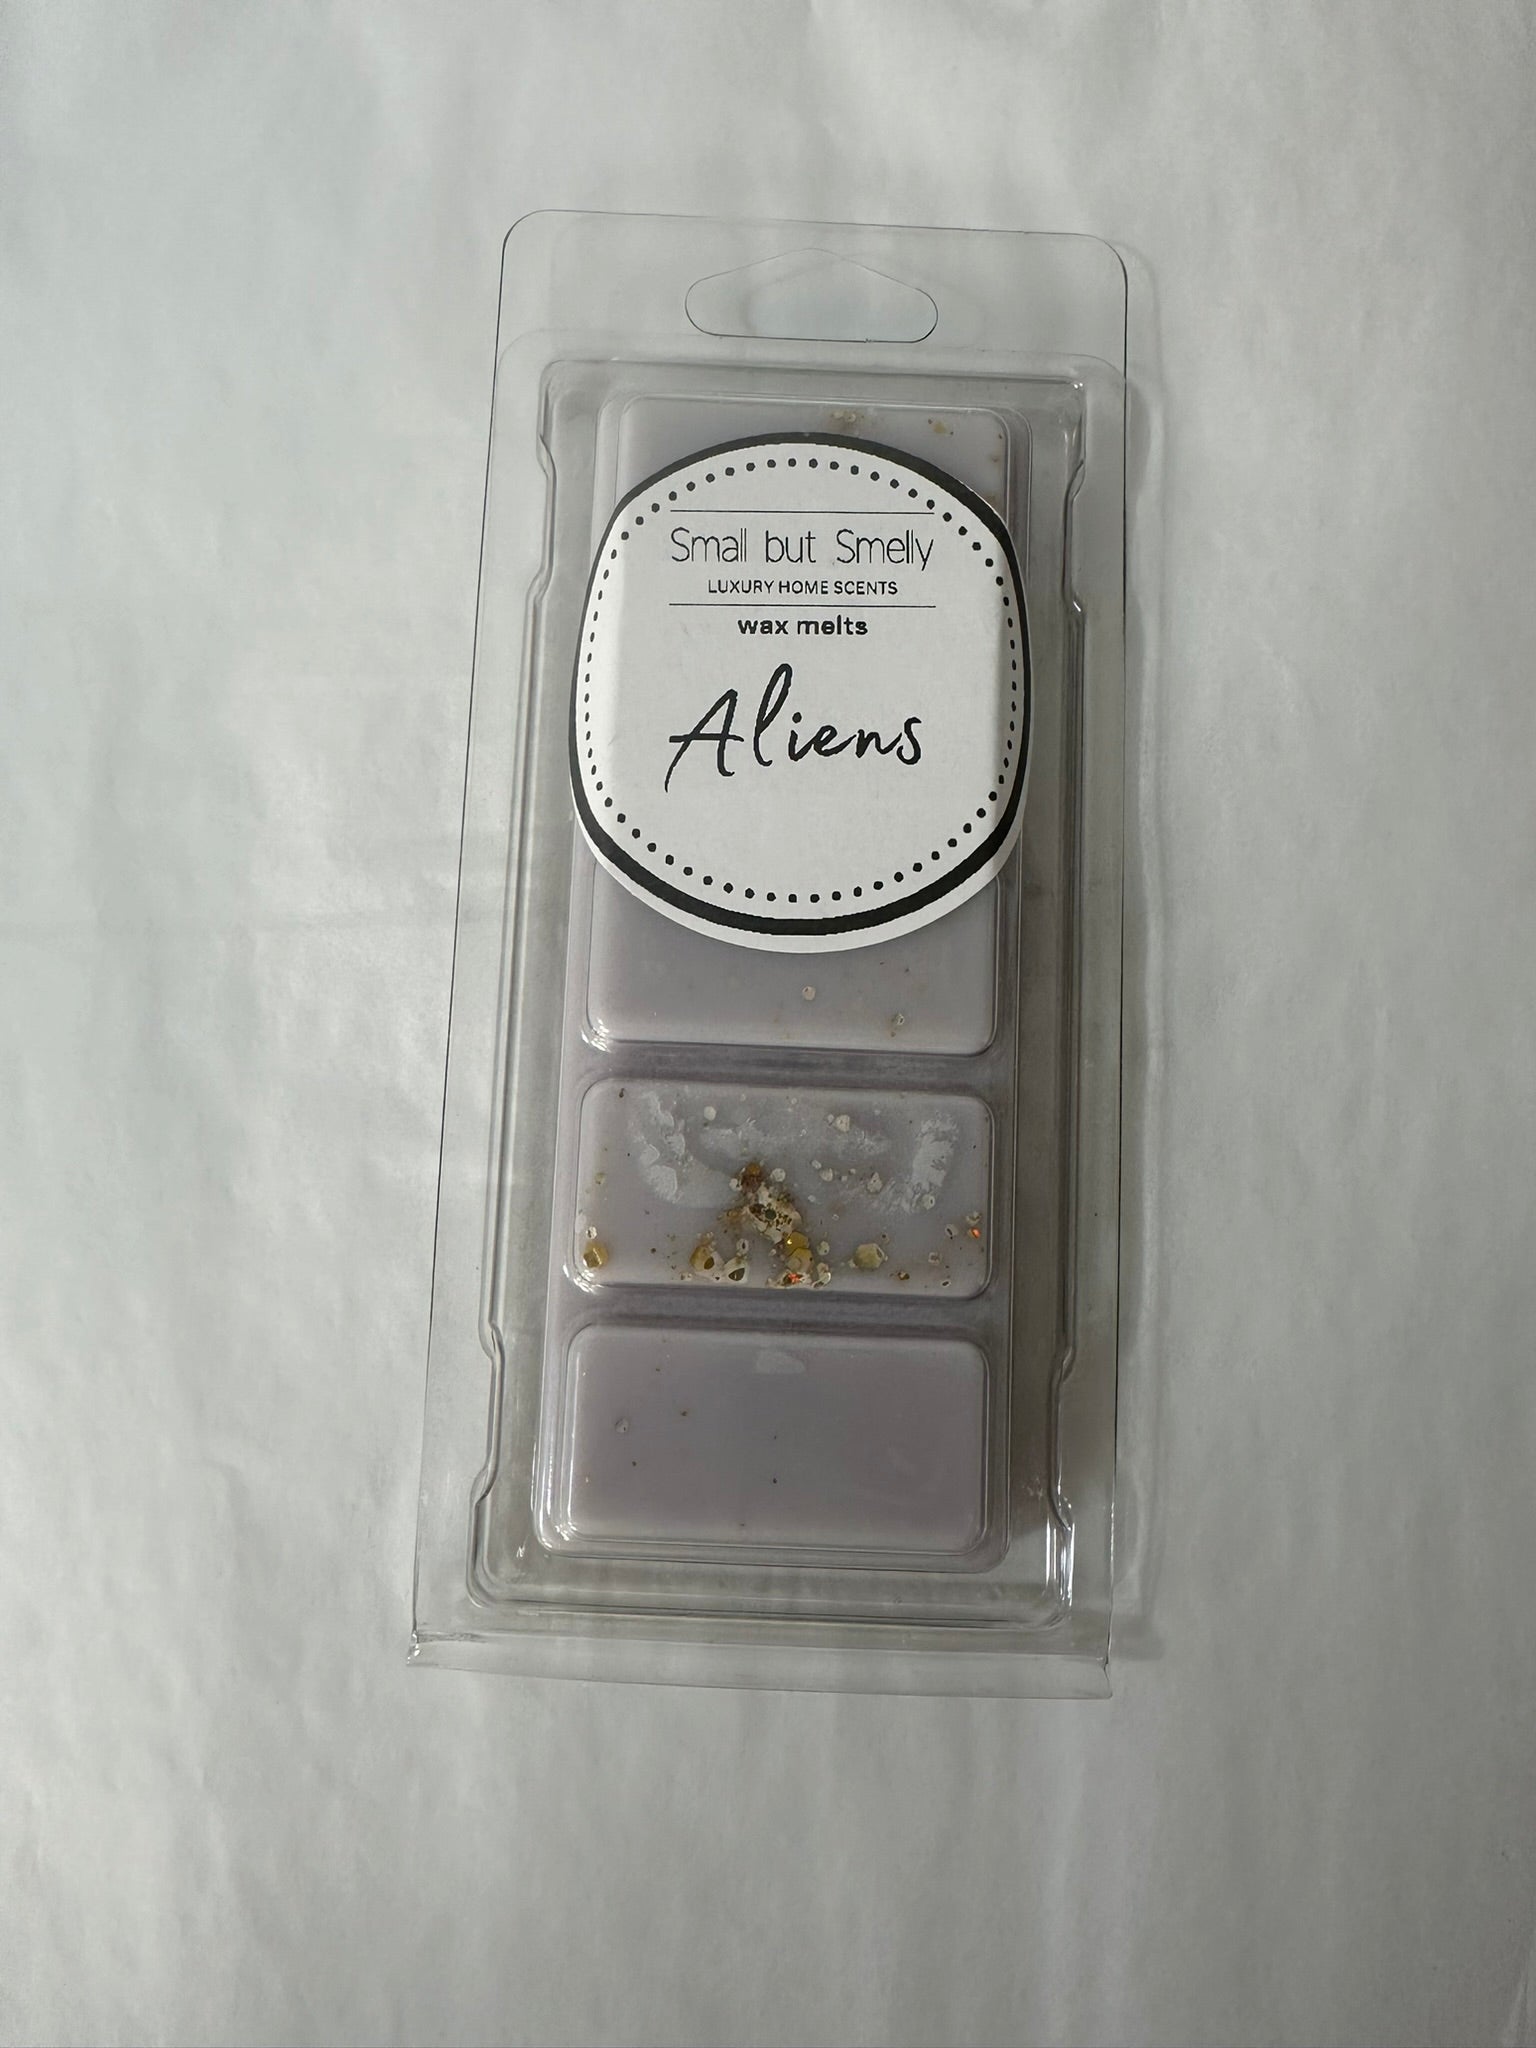 Small but Smelly
LUXURY HOME SCENTS
wax melts
Aliens